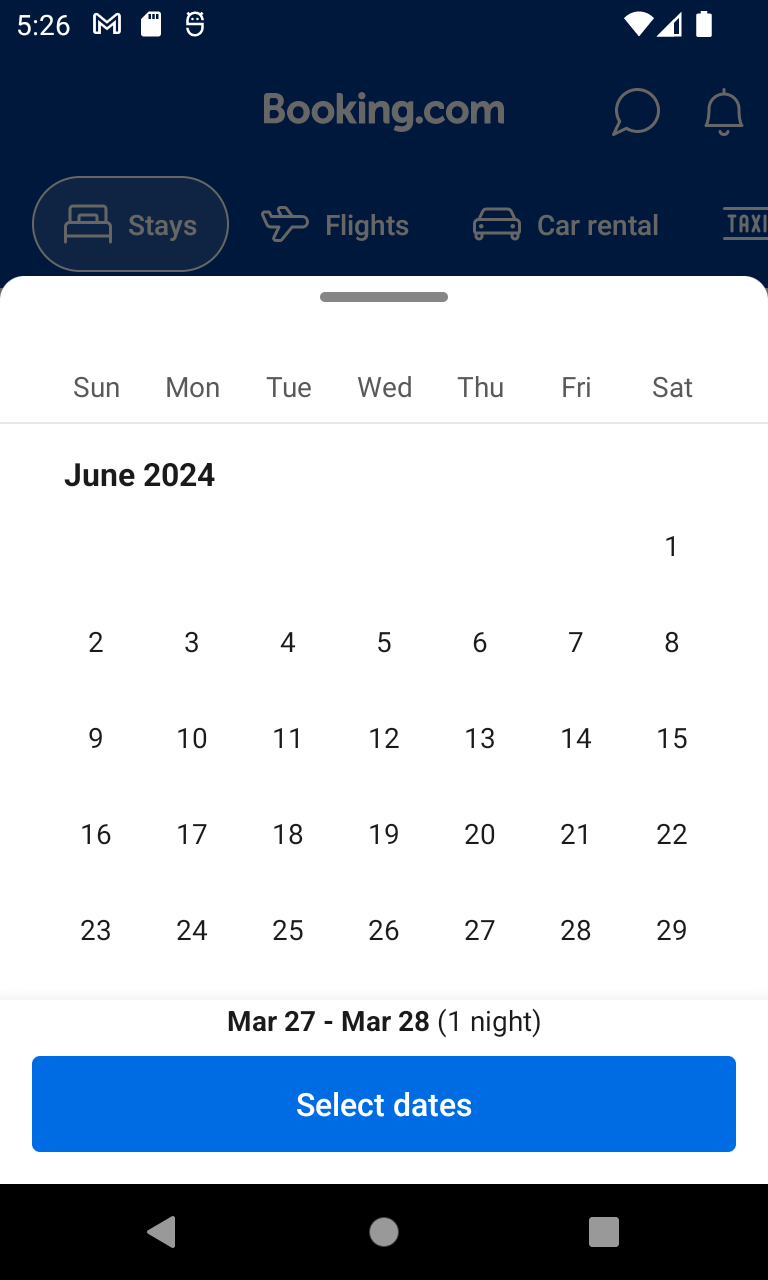 5:26
Booking.com
Stays Flights Car rental TAXI
Sun Mon Tue Wed Thu Fri Sat
June 2024
1
2 3 4 5 6 7 8
9 10 11 12 13 14 15
16 17 18 19 20 21 22
23 24 25 26 27 28 29
Mar 27 - Mar 28 (1 night)
Select dates